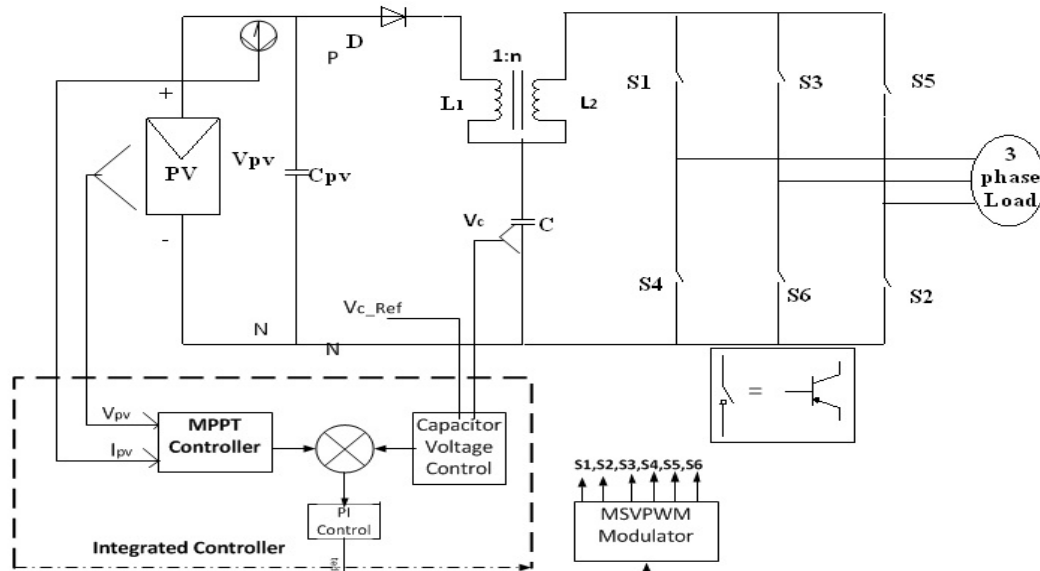 P
D
1:n
S1
S3
S5
+
L1
L2
3
phase
Load
PV
Vpv
Cpv
Vc
C
-
S4
S6
S2
Vc_Ref
N
N
=
Vpv
Ipv
MPPT
Controller
Capacitor
Voltage
Control
S1,S2,S3,S4,S5,S6
PI
Control
MSVPWM
Modulator
Integrated Controller